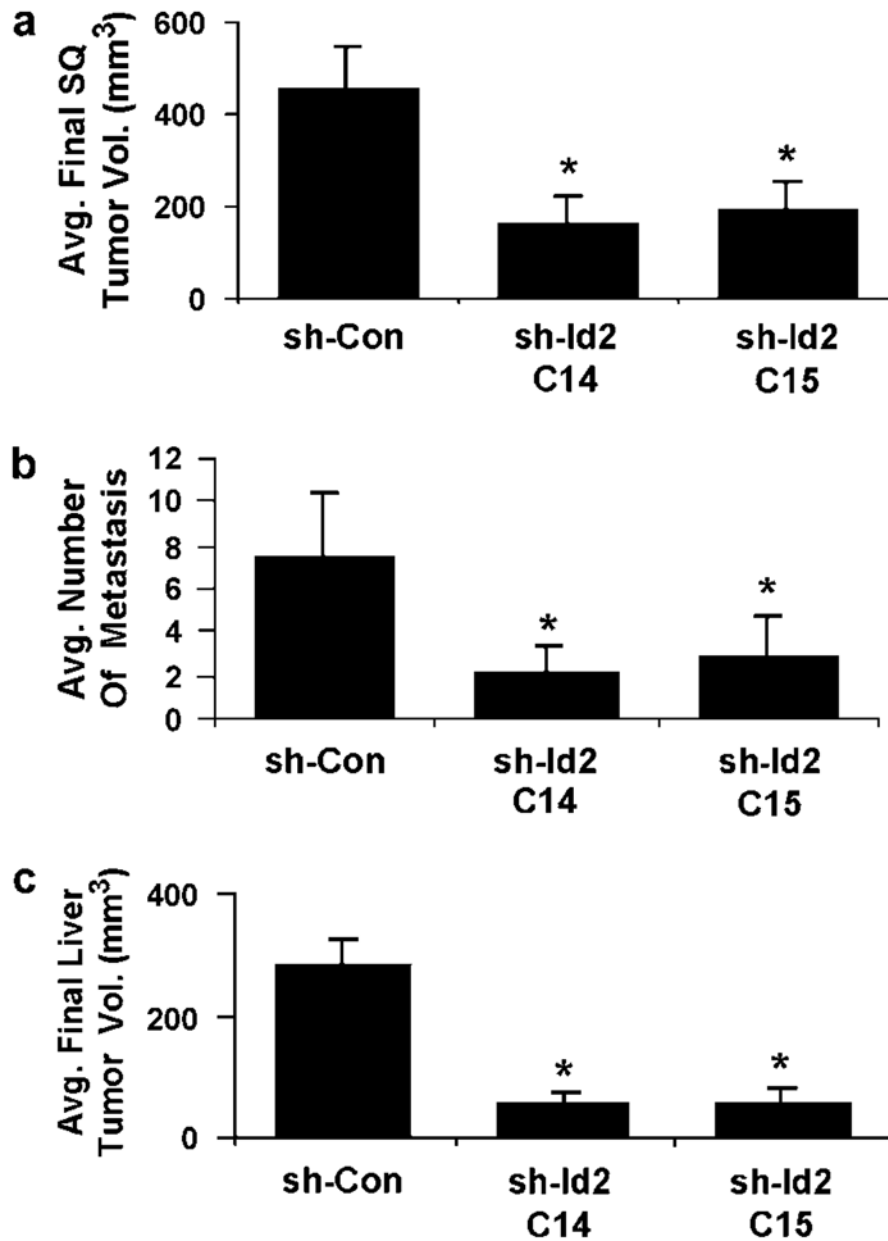 a
Avg. Final SQ
Tumor Vol. (mm³)
600
400
200
0
*
*
sh-Con
sh-Id2
C14
sh-Id2
C15
b
Avg. Number
Of Metastasis
12
10
8
6
4
2
0
*
*
sh-Con
sh-Id2
C14
sh-Id2
C15
c
Avg. Final Liver
Tumor Vol. (mm³)
400
200
0
*
*
sh-Con
sh-Id2
C14
sh-Id2
C15